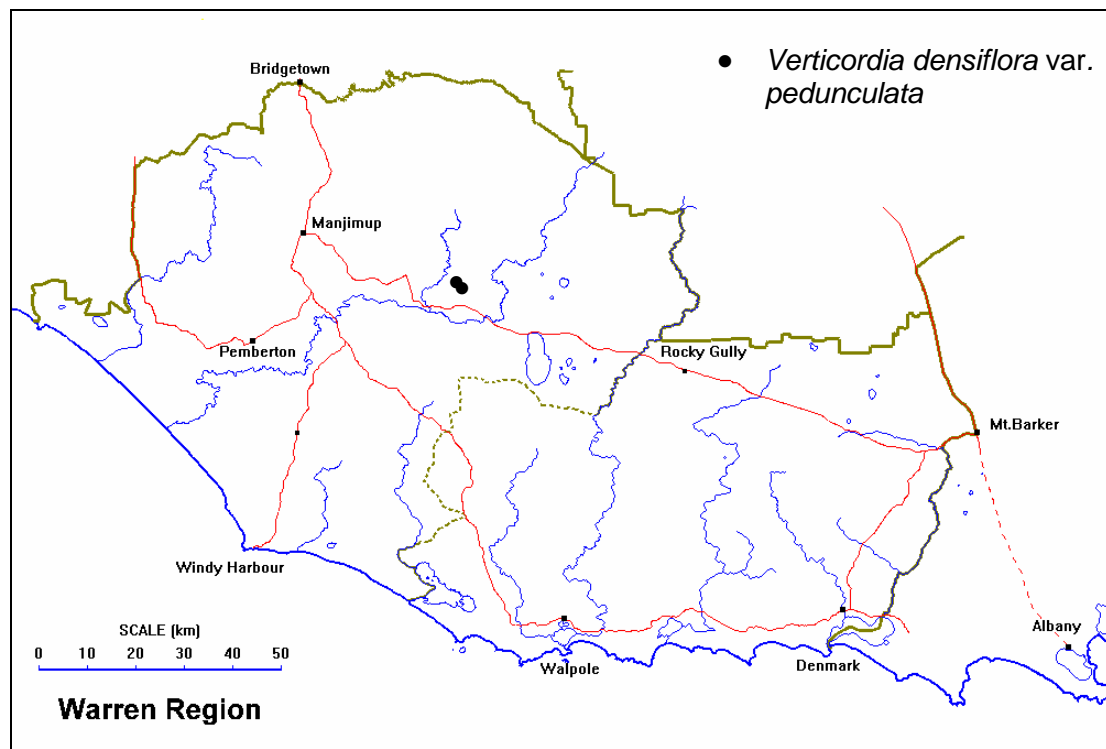 Bridgetown
● Verticordia densiflora var.
pedunculata
Manjimup
Pemberton
Rocky Gully
Mt.Barker
Windy Harbour
SCALE (km)
0 10 20 30 40 50
Walpole
Denmark
Albany
Warren Region